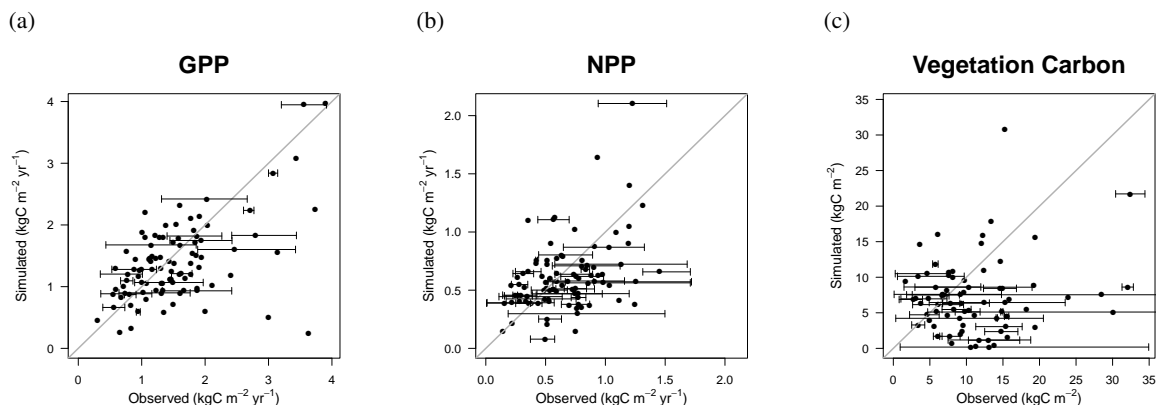 (a)
GPP
Simulated (kgC m−2 yr−1)
4
3
2
1
0
0 1 2 3 4
Observed (kgC m−2 yr−1)
(b)
NPP
Simulated (kgC m−2 yr−1)
2.0
1.5
1.0
0.5
0.0
0.0 0.5 1.0 1.5 2.0
Observed (kgC m−2 yr−1)
(c)
Vegetation Carbon
Simulated (kgC m−2)
35
30
25
20
15
10
5
0
0 5 10 15 20 25 30 35
Observed (kgC m−2)